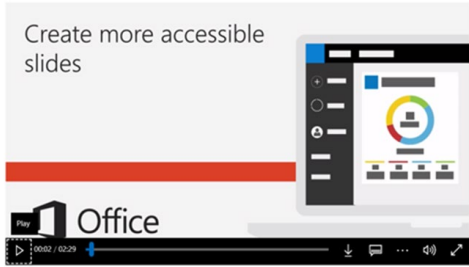 Create more accessible
slides
Office
Play
00:02 / 02:29